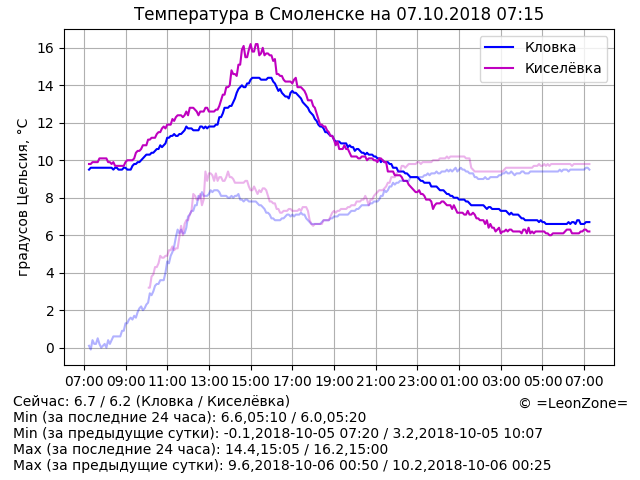 Температура в Смоленске на 07.10.2018 07:15
Кловка
Киселёвка
градусов Цельсия, °C
16
14
12
10
8
6
4
2
0
07:00 09:00 11:00 13:00 15:00 17:00 19:00 21:00 23:00 01:00 03:00 05:00 07:00
Сейчас: 6.7 / 6.2 (Кловка / Киселёвка)
© =LeonZone=
Min (за последние 24 часа): 6.6,05:10 / 6.0,05:20
Min (за предыдущие сутки): -0.1,2018-10-05 07:20 / 3.2,2018-10-05 10:07
Max (за последние 24 часа): 14.4,15:05 / 16.2,15:00
Max (за предыдущие сутки): 9.6,2018-10-06 00:50 / 10.2,2018-10-06 00:25